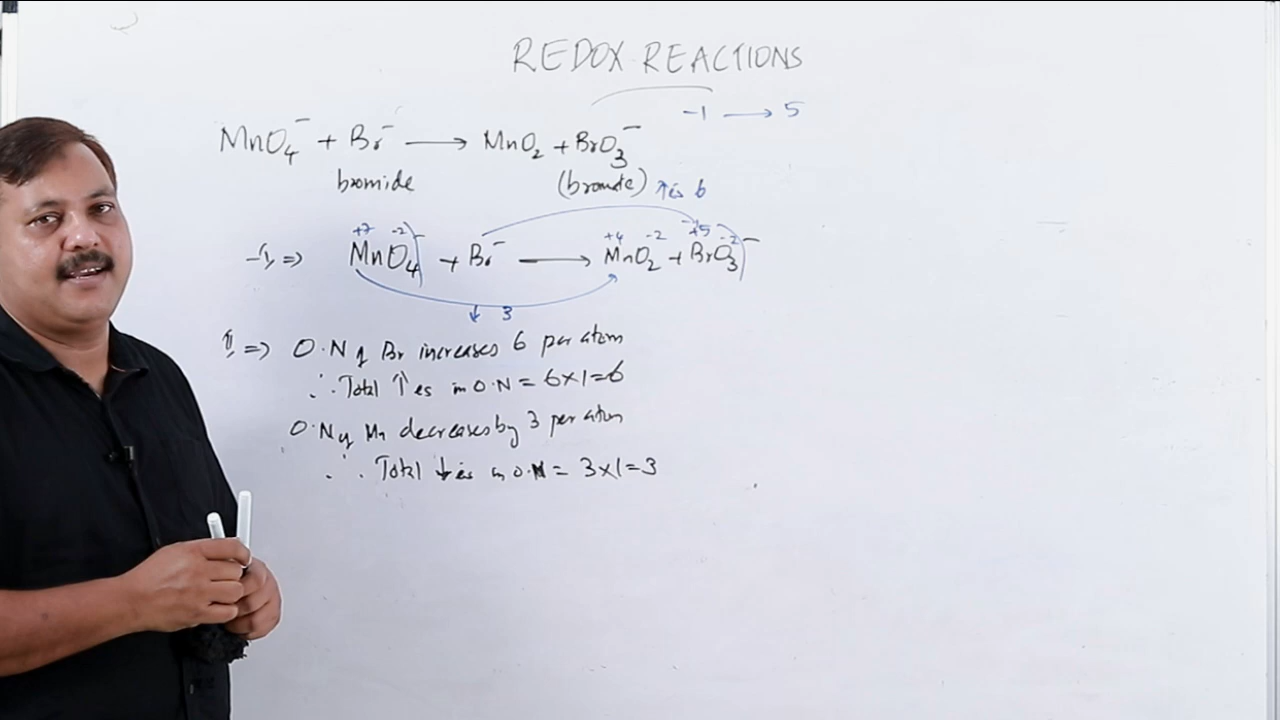 REDOX REACTIONS
-1 → 5
MnO₄⁻ + Br⁻ → MnO₂ + BrO₃⁻
bromide (bromate) ↑es 6
+7 -2 +4 -2 +5 -2
⇒ MnO₄⁻ + Br⁻ → MnO₂ + BrO₃⁻
↓ 3
⇒ O.N of Br increases 6 per atom
∴ Total ↑es in O.N = 6×1=6
O.N of Mn decreases by 3 per atom
∴ Total ↓es in O.N = 3×1=3